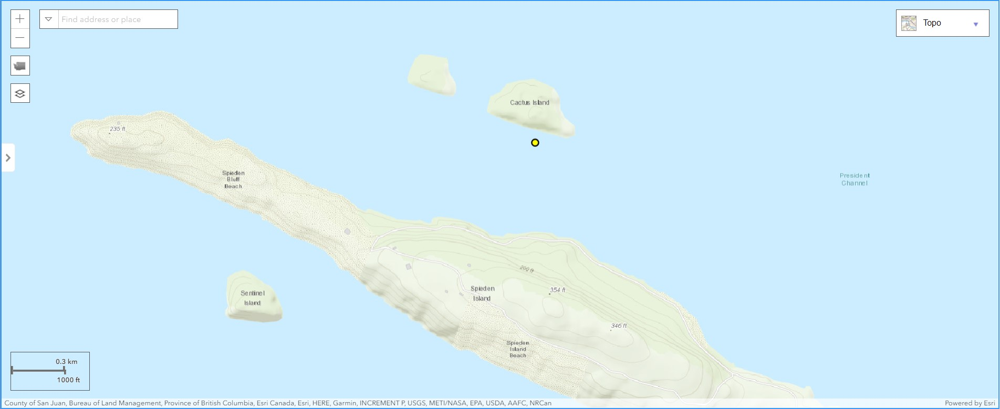 Find address or place
Topo
Cactus Island
235 ft
Spieden
Bluff
Beach
President
Channel
200 ft
Spieden
Island
354 ft
Sentinel
Island
346 ft
Spieden
Island
Beach
0.3 km
1000 ft
County of San Juan, Bureau of Land Management, Province of British Columbia, Esri Canada, Esri, HERE, Garmin, INCREMENT P, USGS, METI/NASA, EPA, USDA, AAFC, NRCan
Powered by Esri